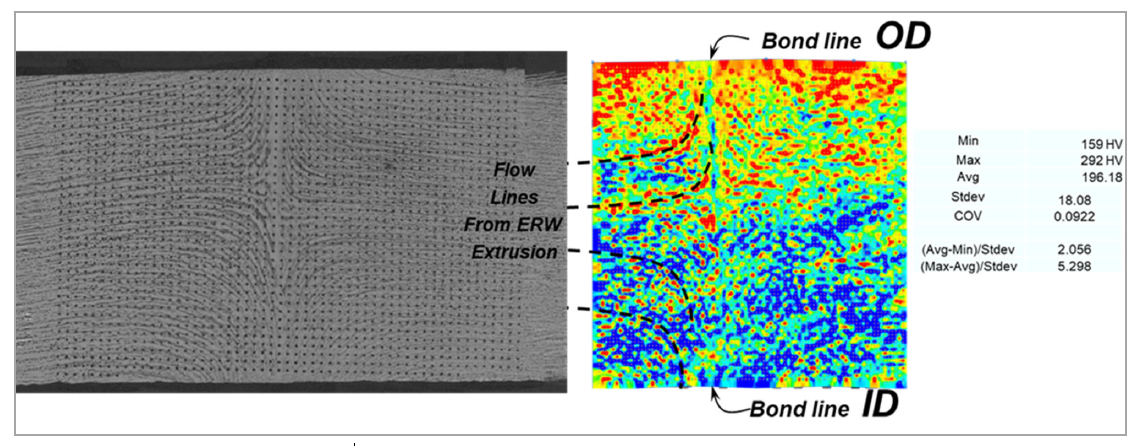 Bond line OD
Flow
Lines
From ERW
Extrusion
Min 159 HV
Max 292 HV
Avg 196.18
Stdev 18.08
COV 0.0922
(Avg-Min)/Stdev 2.056
(Max-Avg)/Stdev 5.298
Bond line ID